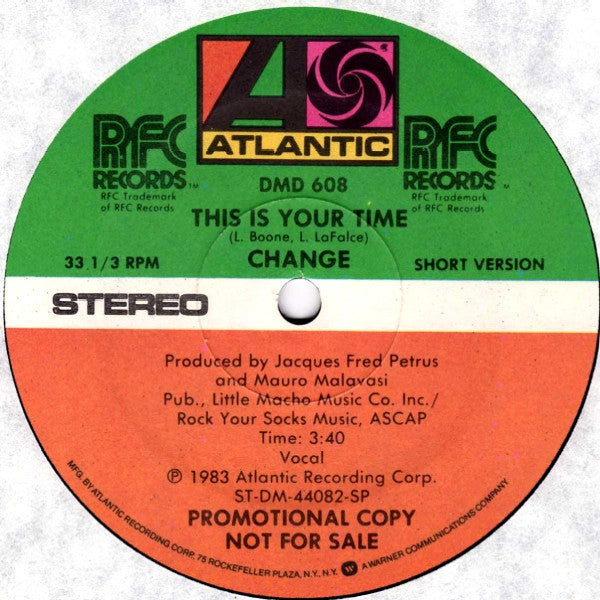 ATLANTIC
RFC
RECORDS™
RFC Trademark
of RFC Records
RFC
RECORDS™
RFC Trademark
of RFC Records
DMD 608
THIS IS YOUR TIME
(L. Boone, L. LaFalce)
33 1/3 RPM CHANGE SHORT VERSION
STEREO
Produced by Jacques Fred Petrus
and Mauro Malavasi
Pub., Little Macho Music Co. Inc./
Rock Your Socks Music, ASCAP
Time: 3:40
Vocal
℗ 1983 Atlantic Recording Corp.
ST-DM-44082-SP
PROMOTIONAL COPY
NOT FOR SALE
MFG. BY ATLANTIC RECORDING CORP. 75 ROCKEFELLER PLAZA, N.Y., N.Y. A WARNER COMMUNICATIONS COMPANY.